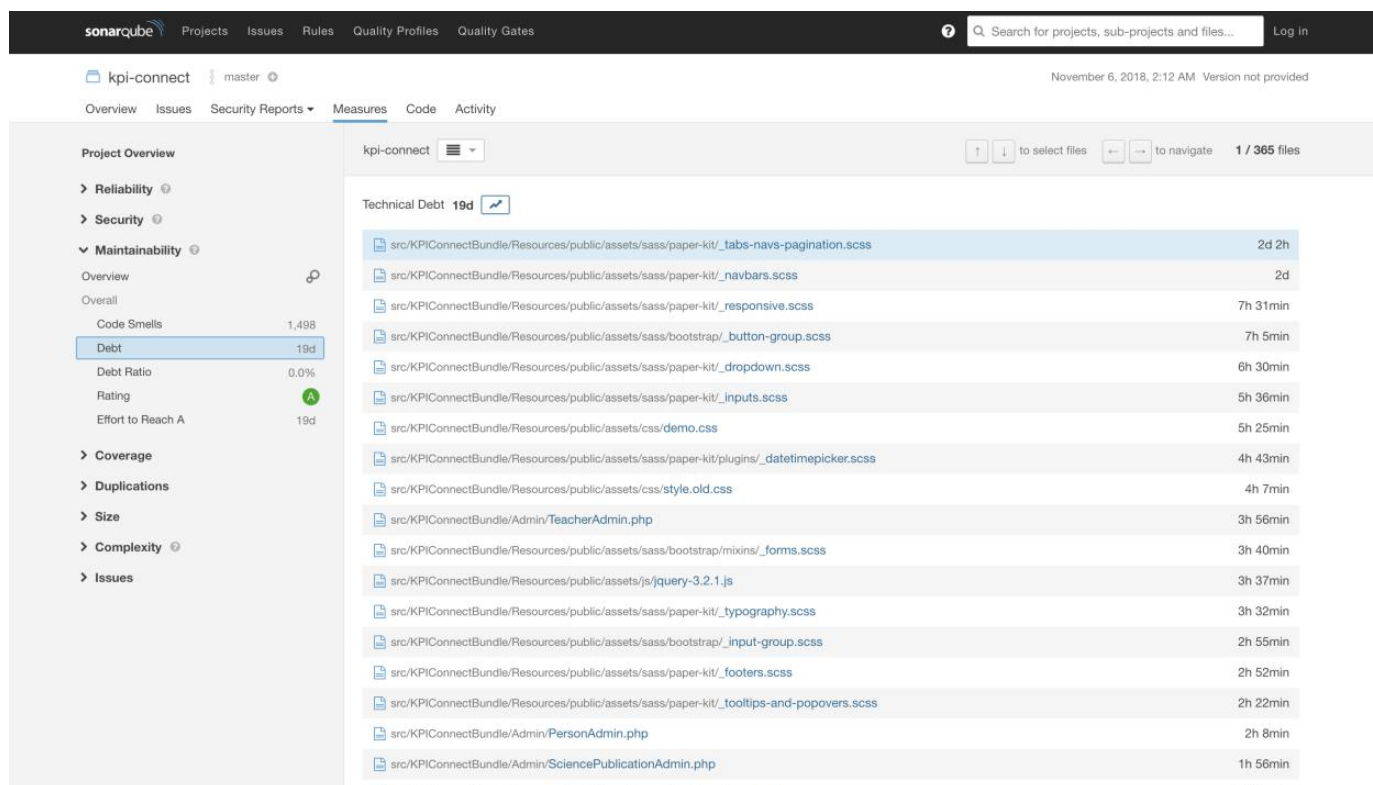 sonarqube Projects Issues Rules Quality Profiles Quality Gates ? Search for projects, sub-projects and files... Log in
kpi-connect master November 6, 2018, 2:12 AM Version not provided
Overview Issues Security Reports Measures Code Activity
Project Overview
Reliability ?
Security ?
Maintainability ?
Overview
Overall
Code Smells 1,498
Debt 19d
Debt Ratio 0.0%
Rating A
Effort to Reach A 19d
Coverage
Duplications
Size
Complexity ?
Issues
kpi-connect ↑ ↓ to select files ← → to navigate 1 / 365 files
Technical Debt 19d
src/KPIConnectBundle/Resources/public/assets/sass/paper-kit/_tabs-navs-pagination.scss 2d 2h
src/KPIConnectBundle/Resources/public/assets/sass/paper-kit/_navbars.scss 2d
src/KPIConnectBundle/Resources/public/assets/sass/paper-kit/_responsive.scss 7h 31min
src/KPIConnectBundle/Resources/public/assets/sass/bootstrap/_button-group.scss 7h 5min
src/KPIConnectBundle/Resources/public/assets/sass/paper-kit/_dropdown.scss 6h 30min
src/KPIConnectBundle/Resources/public/assets/sass/paper-kit/_inputs.scss 5h 36min
src/KPIConnectBundle/Resources/public/assets/css/demo.css 5h 25min
src/KPIConnectBundle/Resources/public/assets/sass/paper-kit/plugins/_datetimepicker.scss 4h 43min
src/KPIConnectBundle/Resources/public/assets/css/style.old.css 4h 7min
src/KPIConnectBundle/Admin/TeacherAdmin.php 3h 56min
src/KPIConnectBundle/Resources/public/assets/sass/bootstrap/mixins/_forms.scss 3h 40min
src/KPIConnectBundle/Resources/public/assets/js/jquery-3.2.1.js 3h 37min
src/KPIConnectBundle/Resources/public/assets/sass/paper-kit/_typography.scss 3h 32min
src/KPIConnectBundle/Resources/public/assets/sass/bootstrap/_input-group.scss 2h 55min
src/KPIConnectBundle/Resources/public/assets/sass/paper-kit/_footers.scss 2h 52min
src/KPIConnectBundle/Resources/public/assets/sass/paper-kit/_tooltips-and-popovers.scss 2h 22min
src/KPIConnectBundle/Admin/PersonAdmin.php 2h 8min
src/KPIConnectBundle/Admin/SciencePublicationAdmin.php 1h 56min